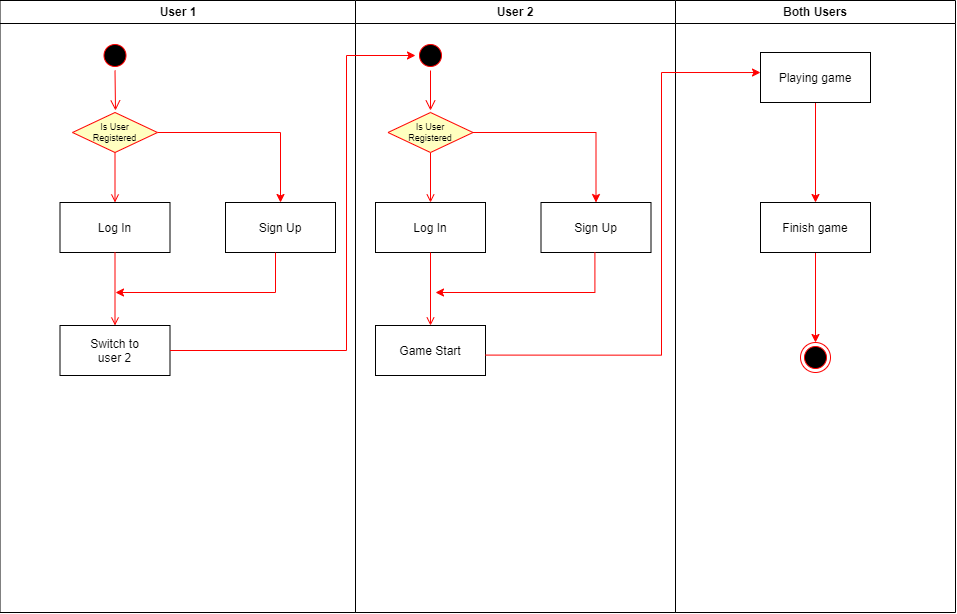 User 1
User 2
Both Users
Is User
Registered
Log In
Sign Up
Switch to
user 2
Is User
Registered
Log In
Sign Up
Game Start
Playing game
Finish game